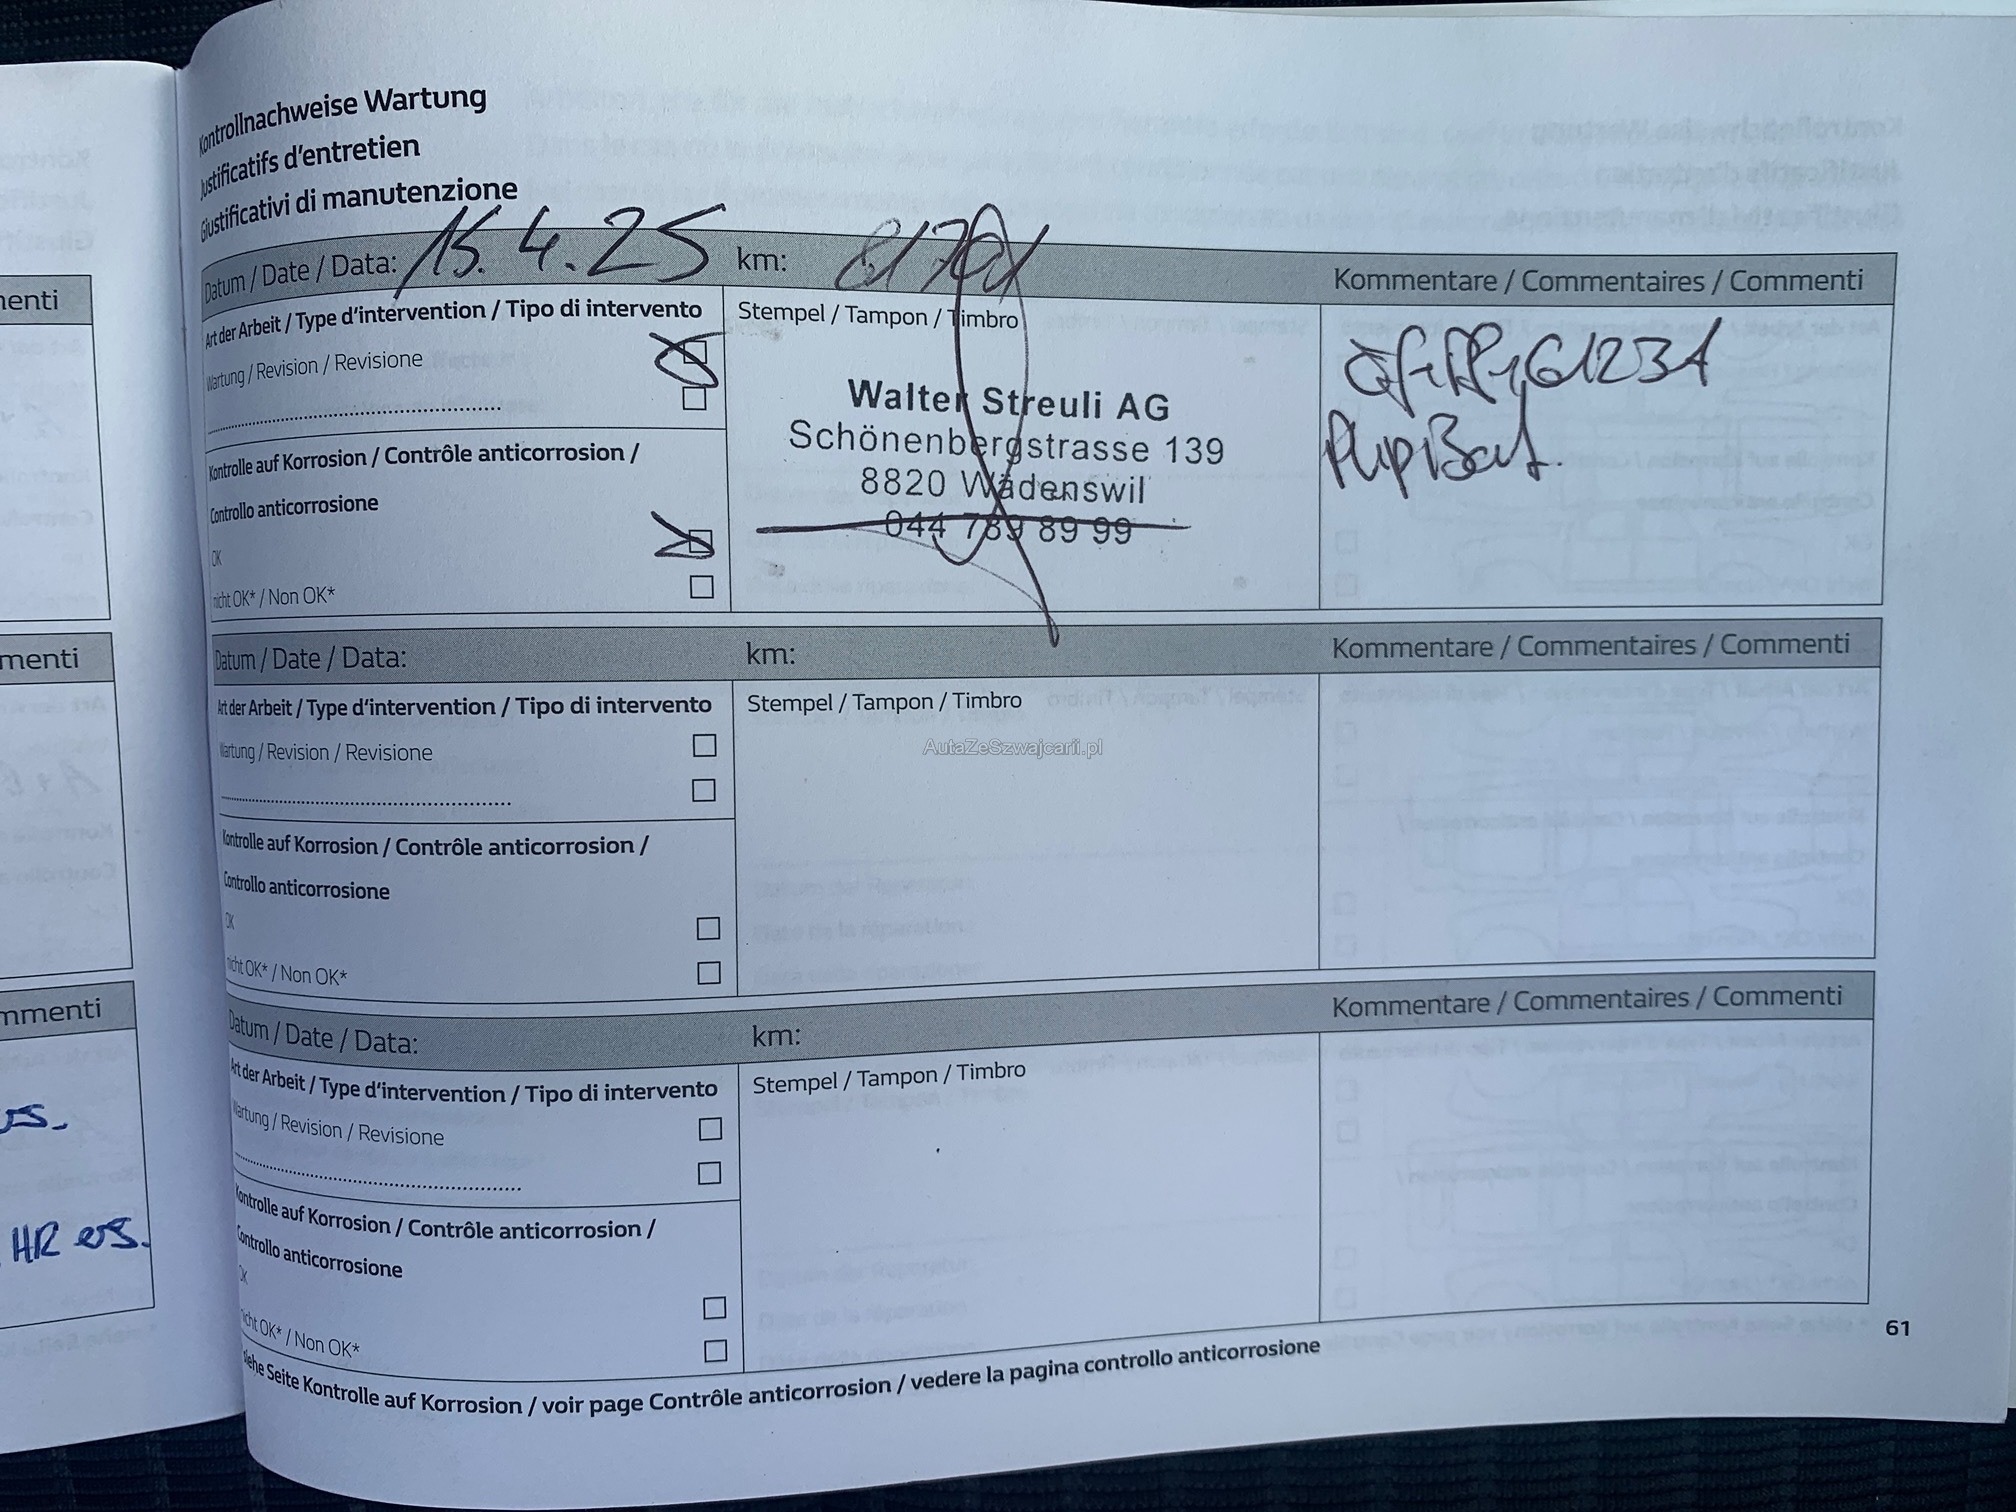 Kontrollnachweise Wartung
Justificatifs d'entretien
Giustificativi di manutenzione
Datum / Date / Data: 15.4.25 km:
Kommentare / Commentaires / Commenti
Art der Arbeit / Type d'intervention / Tipo di intervento
Wartung / Revision / Revisione
Kontrolle auf Korrosion / Contrôle anticorrosion /
Controllo anticorrosione
OK
nicht OK* / Non OK*
Stempel / Tampon / Timbro
Walter Streuli AG
Schönenbergstrasse 139
8820 Wädenswil
044 789 89 99
Datum / Date / Data: km:
Kommentare / Commentaires / Commenti
Art der Arbeit / Type d'intervention / Tipo di intervento
Wartung / Revision / Revisione
Kontrolle auf Korrosion / Contrôle anticorrosion /
Controllo anticorrosione
OK
nicht OK* / Non OK*
Stempel / Tampon / Timbro
AutaZeSzwajcarii.pl
Datum / Date / Data: km:
Kommentare / Commentaires / Commenti
Art der Arbeit / Type d'intervention / Tipo di intervento
Wartung / Revision / Revisione
Kontrolle auf Korrosion / Contrôle anticorrosion /
Controllo anticorrosione
OK
nicht OK* / Non OK*
Stempel / Tampon / Timbro
siehe Seite Kontrolle auf Korrosion / voir page Contrôle anticorrosion / vedere la pagina controllo anticorrosione
61
HR